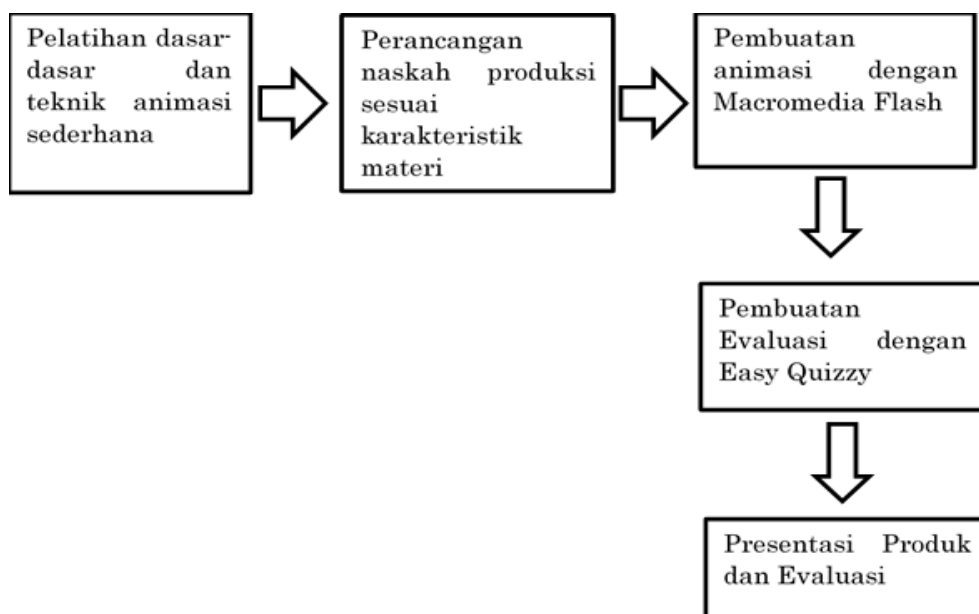 Pelatihan dasar-
dasar dan
teknik animasi
sederhana
Perancangan
naskah produksi
sesuai
karakteristik
materi
Pembuatan
animasi dengan
Macromedia Flash
Pembuatan
Evaluasi dengan
Easy Quizzy
Presentasi Produk
dan Evaluasi